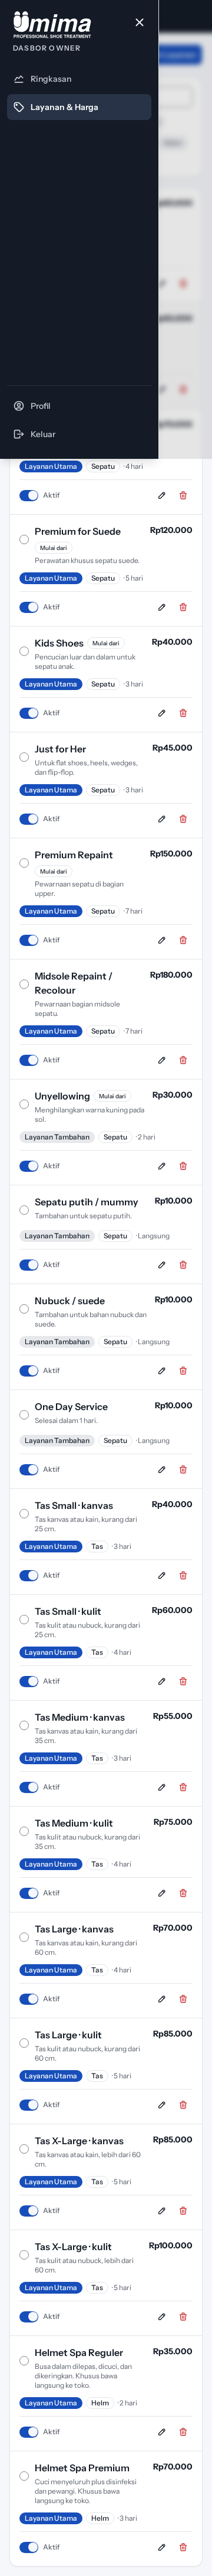 Umima
PROFESSIONAL SHOE TREATMENT
DASBOR OWNER
Ringkasan
Layanan & Harga
Profil
Keluar
Layanan Utama Sepatu · 4 hari
Aktif
Premium for Suede Rp120.000
Mulai dari
Perawatan khusus sepatu suede.
Layanan Utama Sepatu · 5 hari
Aktif
Kids Shoes Mulai dari Rp40.000
Pencucian luar dan dalam untuk
sepatu anak.
Layanan Utama Sepatu · 3 hari
Aktif
Just for Her Rp45.000
Untuk flat shoes, heels, wedges,
dan flip-flop.
Layanan Utama Sepatu · 3 hari
Aktif
Premium Repaint Rp150.000
Mulai dari
Pewarnaan sepatu di bagian
upper.
Layanan Utama Sepatu · 7 hari
Aktif
Midsole Repaint / Rp180.000
Recolour
Pewarnaan bagian midsole
sepatu.
Layanan Utama Sepatu · 7 hari
Aktif
Unyellowing Mulai dari Rp30.000
Menghilangkan warna kuning pada
sol.
Layanan Tambahan Sepatu · 2 hari
Aktif
Sepatu putih / mummy Rp10.000
Tambahan untuk sepatu putih.
Layanan Tambahan Sepatu · Langsung
Aktif
Nubuck / suede Rp10.000
Tambahan untuk bahan nubuck dan
suede.
Layanan Tambahan Sepatu · Langsung
Aktif
One Day Service Rp10.000
Selesai dalam 1 hari.
Layanan Tambahan Sepatu · Langsung
Aktif
Tas Small · kanvas Rp40.000
Tas kanvas atau kain, kurang dari
25 cm.
Layanan Utama Tas · 3 hari
Aktif
Tas Small · kulit Rp60.000
Tas kulit atau nubuck, kurang dari
25 cm.
Layanan Utama Tas · 4 hari
Aktif
Tas Medium · kanvas Rp55.000
Tas kanvas atau kain, kurang dari
35 cm.
Layanan Utama Tas · 3 hari
Aktif
Tas Medium · kulit Rp75.000
Tas kulit atau nubuck, kurang dari
35 cm.
Layanan Utama Tas · 4 hari
Aktif
Tas Large · kanvas Rp70.000
Tas kanvas atau kain, kurang dari
60 cm.
Layanan Utama Tas · 4 hari
Aktif
Tas Large · kulit Rp85.000
Tas kulit atau nubuck, kurang dari
60 cm.
Layanan Utama Tas · 5 hari
Aktif
Tas X-Large · kanvas Rp85.000
Tas kanvas atau kain, lebih dari 60
cm.
Layanan Utama Tas · 5 hari
Aktif
Tas X-Large · kulit Rp100.000
Tas kulit atau nubuck, lebih dari
60 cm.
Layanan Utama Tas · 5 hari
Aktif
Helmet Spa Reguler Rp35.000
Busa dalam dilepas, dicuci, dan
dikeringkan. Khusus bawa
langsung ke toko.
Layanan Utama Helm · 2 hari
Aktif
Helmet Spa Premium Rp70.000
Cuci menyeluruh plus disinfeksi
dan pewangi. Khusus bawa
langsung ke toko.
Layanan Utama Helm · 3 hari
Aktif